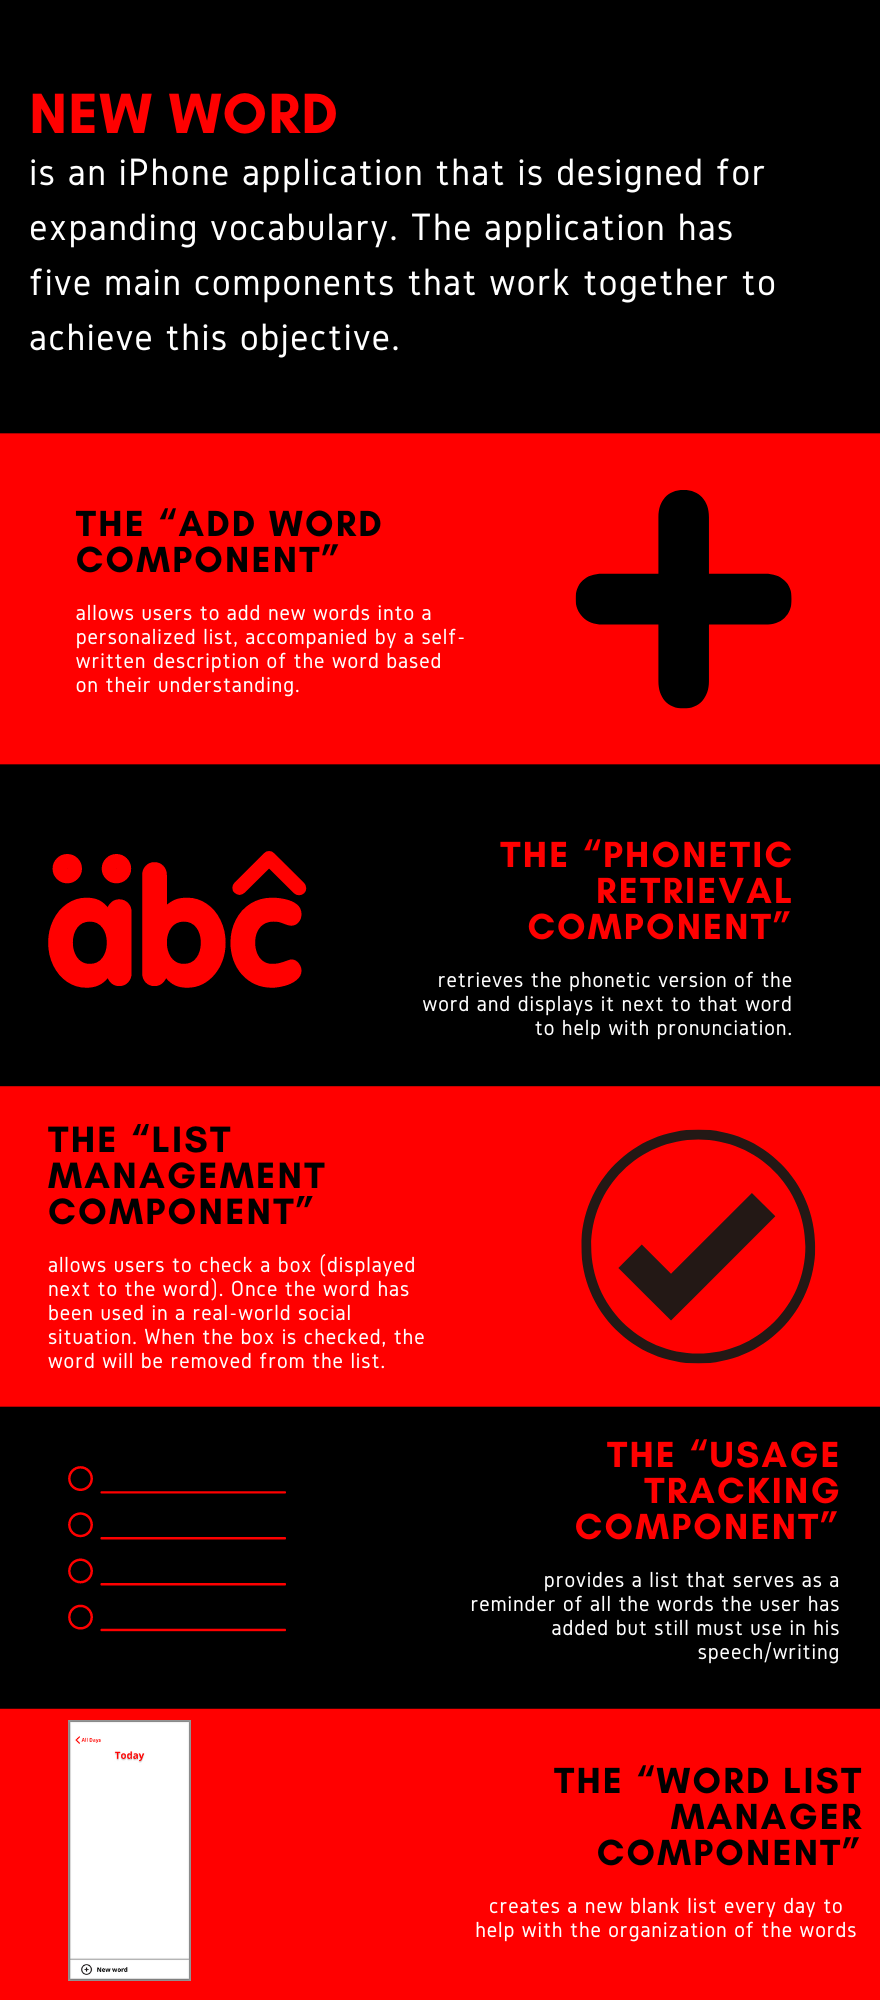 NEW WORD
is an iPhone application that is designed for
expanding vocabulary. The application has
five main components that work together to
achieve this objective.
THE “ADD WORD
COMPONENT”
allows users to add new words into a
personalized list, accompanied by a self-
written description of the word based
on their understanding.
äbĉ
THE “PHONETIC
RETRIEVAL
COMPONENT”
retrieves the phonetic version of the
word and displays it next to that word
to help with pronunciation.
THE “LIST
MANAGEMENT
COMPONENT”
allows users to check a box (displayed
next to the word). Once the word has
been used in a real-world social
situation. When the box is checked, the
word will be removed from the list.
THE “USAGE
TRACKING
COMPONENT”
provides a list that serves as a
reminder of all the words the user has
added but still must use in his
speech/writing
All Days
Today
New word
THE “WORD LIST
MANAGER
COMPONENT”
creates a new blank list every day to
help with the organization of the words